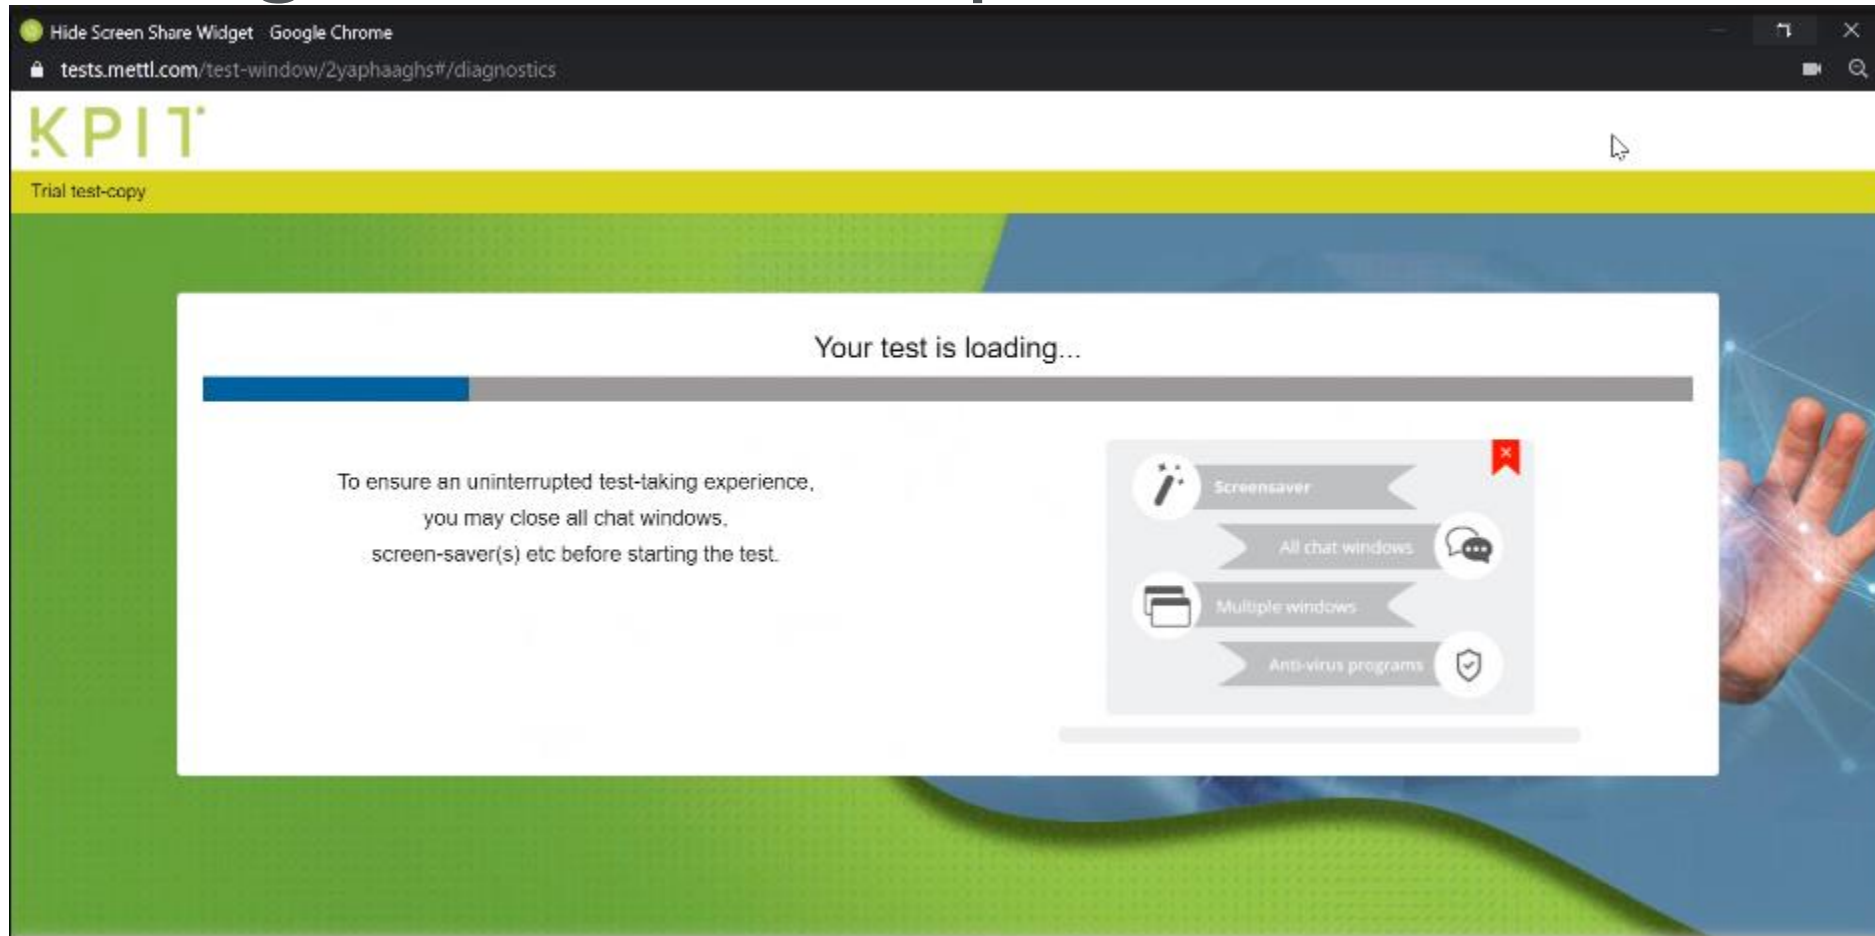 Hide Screen Share Widget Google Chrome
tests.mettl.com/test-window/2yaphaaghs#/diagnostics
KPIT
Trial test-copy
Your test is loading...
To ensure an uninterrupted test-taking experience,
you may close all chat windows,
screen-saver(s) etc before starting the test.
Screensaver
All chat windows
Multiple windows
Anti-virus programs